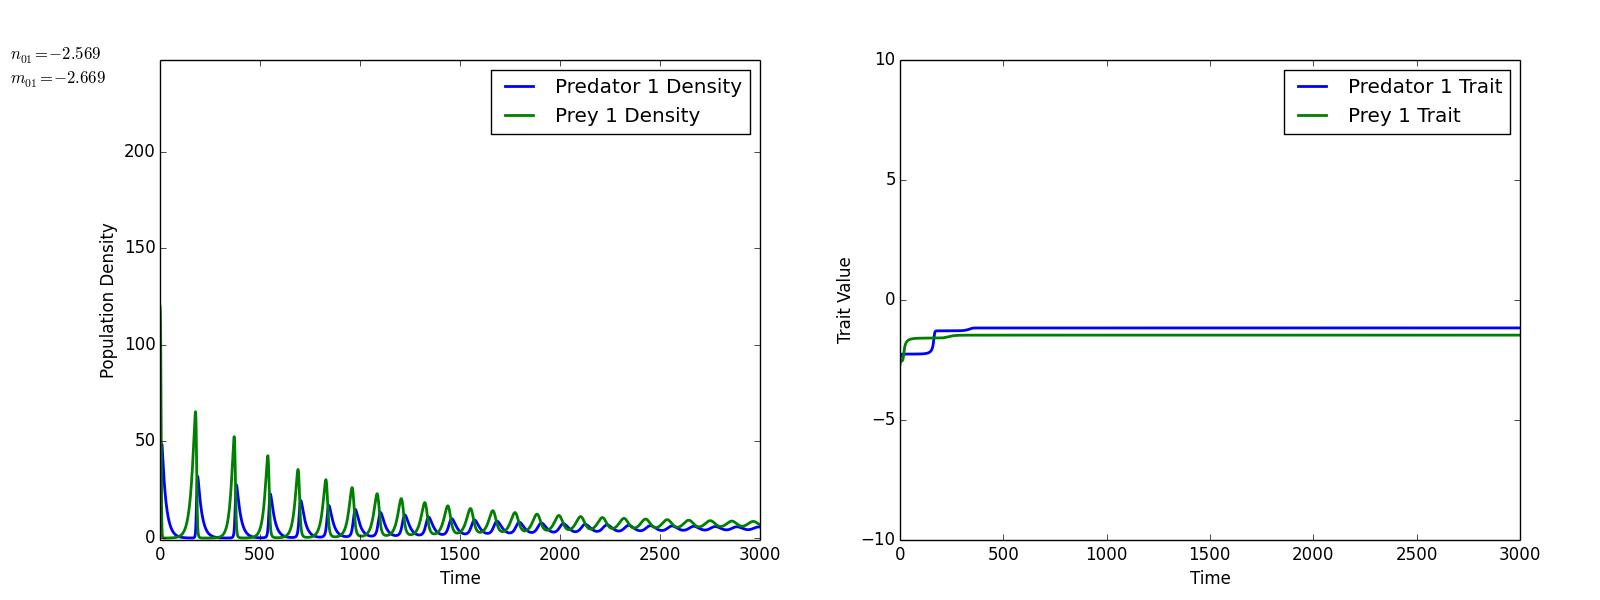 n01 = −2.569
m01 = −2.669
Predator 1 Density
Prey 1 Density
200
150
100
50
0
Population Density
0 500 1000 1500 2000 2500 3000
Time
Predator 1 Trait
Prey 1 Trait
10
5
0
−5
−10
Trait Value
0 500 1000 1500 2000 2500 3000
Time